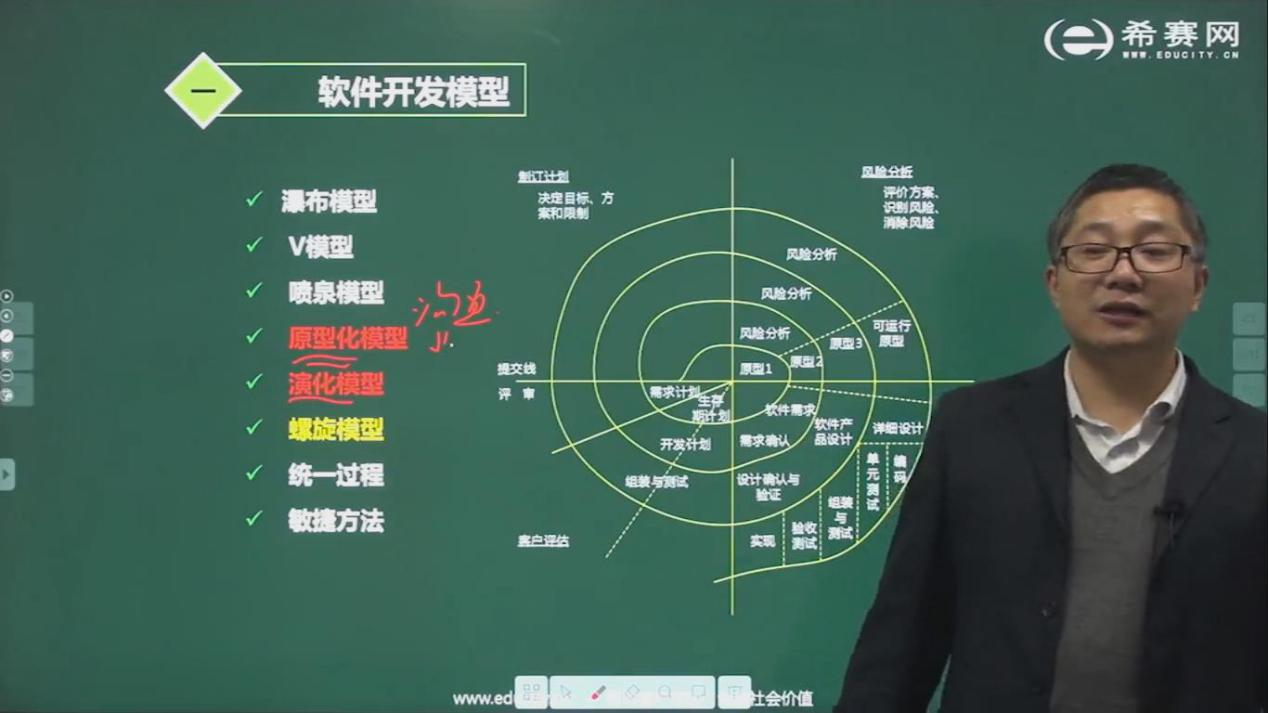 希赛网
WWW.EDUCITY.CN
一
软件开发模型
瀑布模型
V模型
喷泉模型
原型化模型
演化模型
螺旋模型
统一过程
敏捷方法
沟通
制订计划
决定目标、方
案和限制
风险分析
评价方案、
识别风险、
消除风险
风险分析
风险分析
风险分析
可运行
原型
原型3
原型2
原型1
提交线
评 审
需求计划
生存
期计划
软件需求
软件产
品设计
详细设计
开发计划
需求确认
组装与测试
设计确认与
验证
单元测试
编码
组装与测试
验收
测试
实现
客户评估
www.edu
社会价值